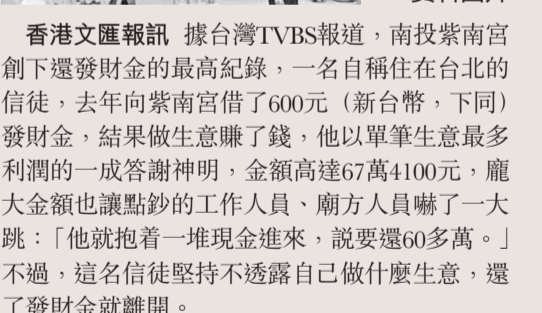 香港文匯報訊 據台灣TVBS報道，南投紫南宮
創下還發財金的最高紀錄，一名自稱住在台北的
信徒，去年向紫南宮借了600元（新台幣，下同）
發財金，結果做生意賺了錢，他以單筆生意最多
利潤的一成答謝神明，金額高達67萬4100元，龐
大金額也讓點鈔的工作人員、廟方人員嚇了一大
跳：「他就抱着一堆現金進來，説要還60多萬。」
不過，這名信徒堅持不透露自己做什麼生意，還
了發財金就離開。